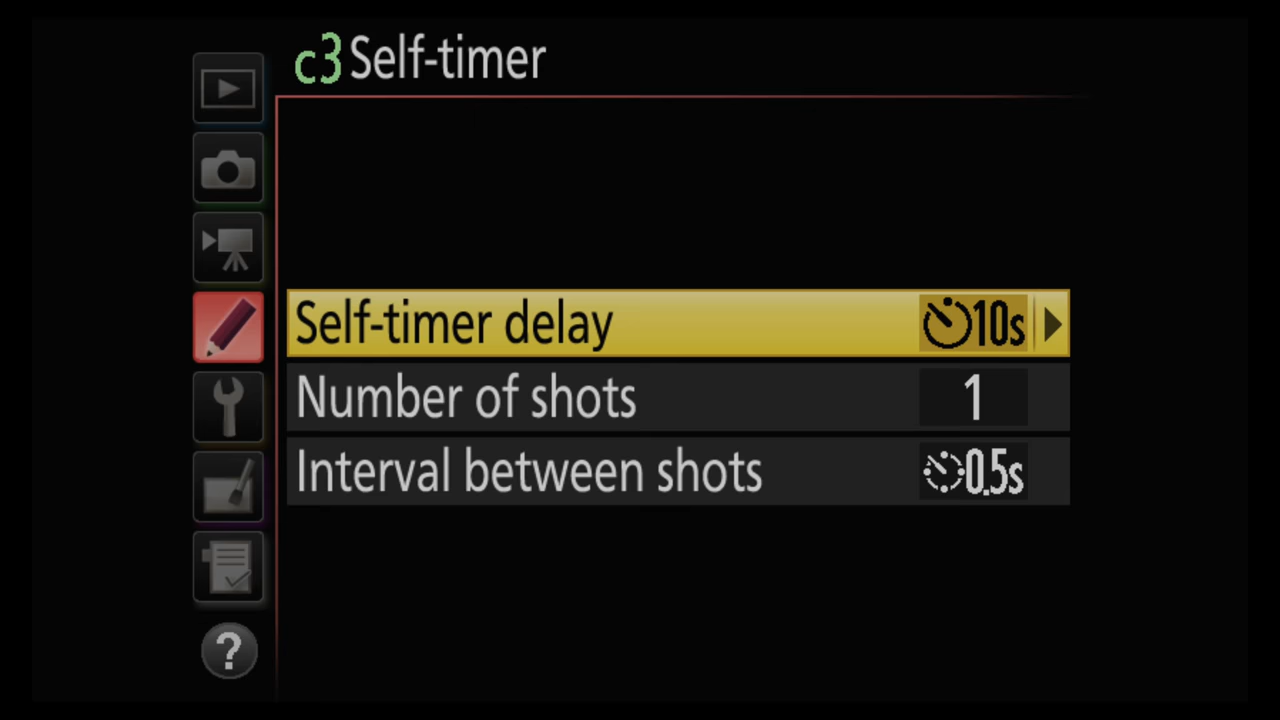 c3 Self-timer
Self-timer delay 10s
Number of shots 1
Interval between shots 0.5s
?